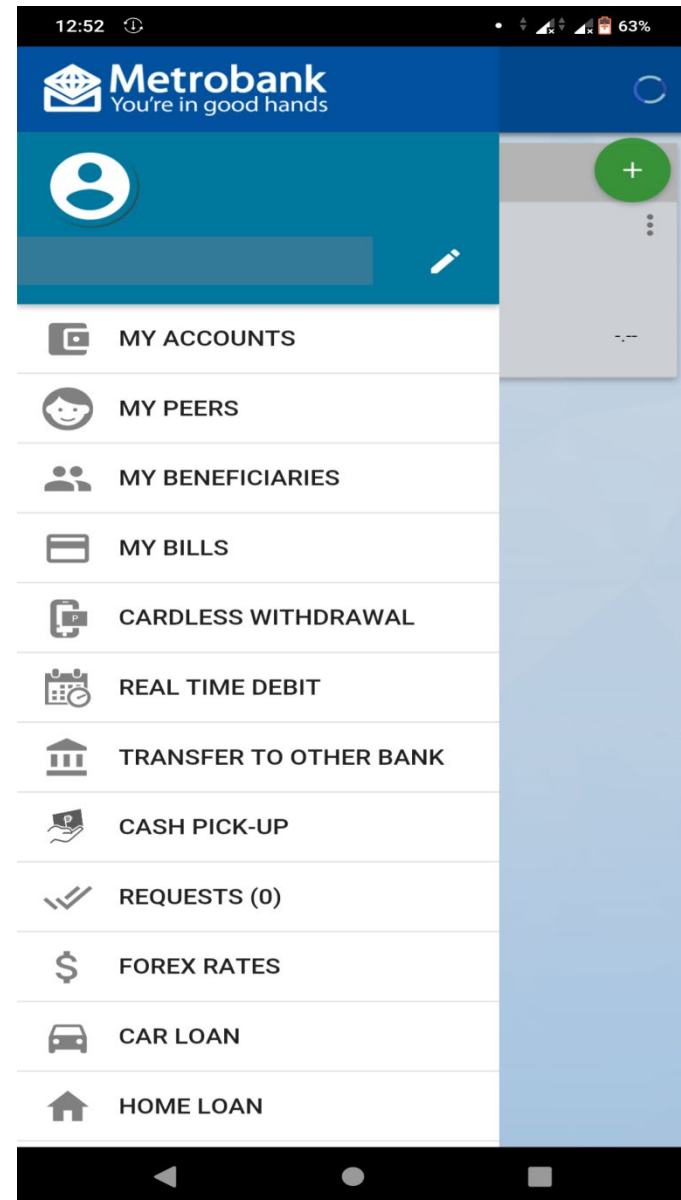 12:52
63%
Metrobank
You're in good hands
+
MY ACCOUNTS
-.--
MY PEERS
MY BENEFICIARIES
MY BILLS
CARDLESS WITHDRAWAL
REAL TIME DEBIT
TRANSFER TO OTHER BANK
CASH PICK-UP
REQUESTS (0)
FOREX RATES
CAR LOAN
HOME LOAN